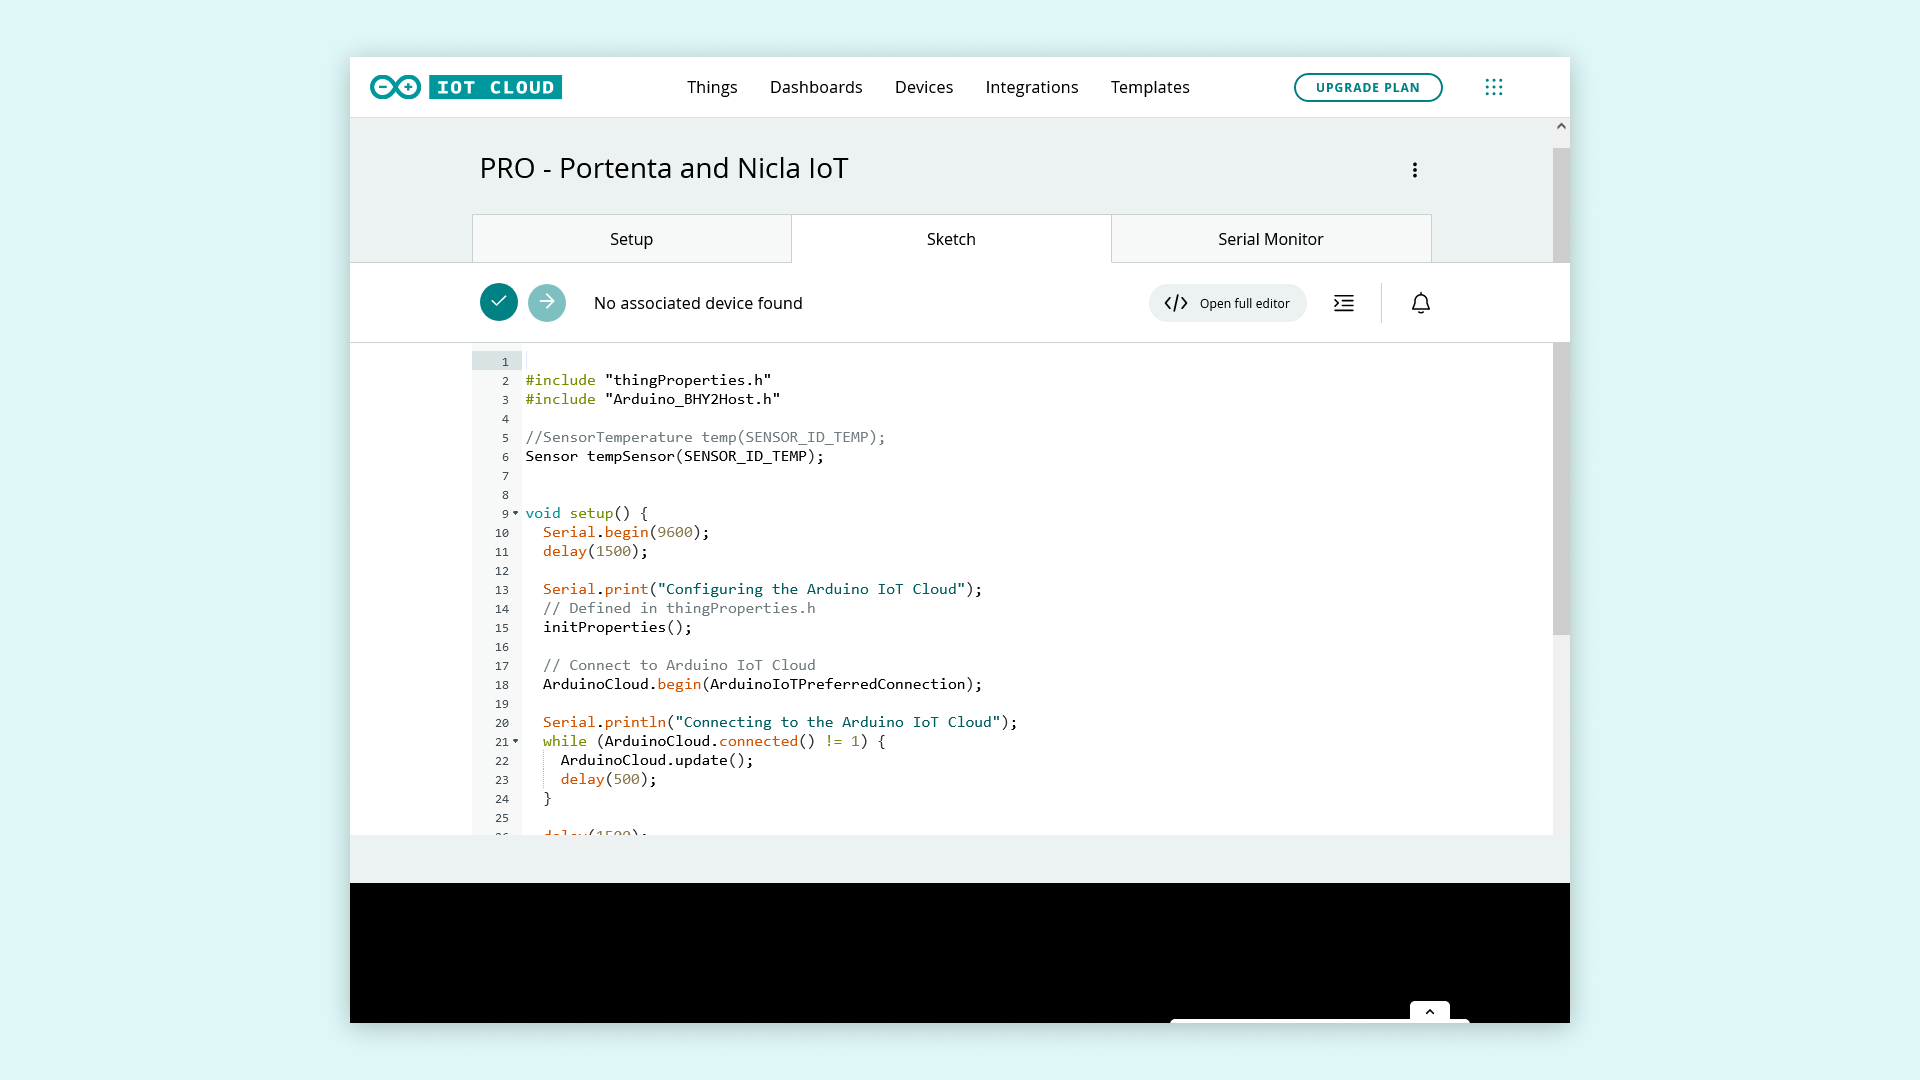 IOT CLOUD
Things Dashboards Devices Integrations Templates
UPGRADE PLAN
PRO - Portenta and Nicla IoT
Setup Sketch Serial Monitor
No associated device found
</> Open full editor
1
2 #include "thingProperties.h"
3 #include "Arduino_BHY2Host.h"
4
5 //SensorTemperature temp(SENSOR_ID_TEMP);
6 Sensor tempSensor(SENSOR_ID_TEMP);
7
8
9 void setup() {
10 Serial.begin(9600);
11 delay(1500);
12
13 Serial.print("Configuring the Arduino IoT Cloud");
14 // Defined in thingProperties.h
15 initProperties();
16
17 // Connect to Arduino IoT Cloud
18 ArduinoCloud.begin(ArduinoIoTPreferredConnection);
19
20 Serial.println("Connecting to the Arduino IoT Cloud");
21 while (ArduinoCloud.connected() != 1) {
22 ArduinoCloud.update();
23 delay(500);
24 }
25
26 delay(1500);